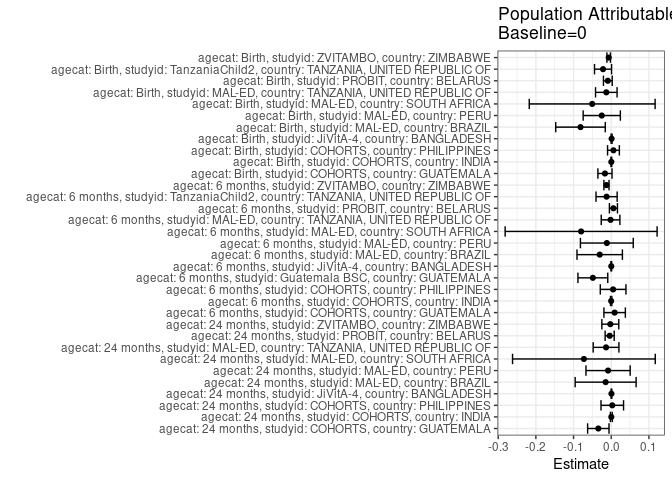 Population Attributable
Baseline=0
agecat: Birth, studyid: ZVITAMBO, country: ZIMBABWE
agecat: Birth, studyid: TanzaniaChild2, country: TANZANIA, UNITED REPUBLIC OF
agecat: Birth, studyid: PROBIT, country: BELARUS
agecat: Birth, studyid: MAL-ED, country: TANZANIA, UNITED REPUBLIC OF
agecat: Birth, studyid: MAL-ED, country: SOUTH AFRICA
agecat: Birth, studyid: MAL-ED, country: PERU
agecat: Birth, studyid: MAL-ED, country: BRAZIL
agecat: Birth, studyid: JiVitA-4, country: BANGLADESH
agecat: Birth, studyid: COHORTS, country: PHILIPPINES
agecat: Birth, studyid: COHORTS, country: INDIA
agecat: Birth, studyid: COHORTS, country: GUATEMALA
agecat: 6 months, studyid: ZVITAMBO, country: ZIMBABWE
agecat: 6 months, studyid: TanzaniaChild2, country: TANZANIA, UNITED REPUBLIC OF
agecat: 6 months, studyid: PROBIT, country: BELARUS
agecat: 6 months, studyid: MAL-ED, country: TANZANIA, UNITED REPUBLIC OF
agecat: 6 months, studyid: MAL-ED, country: SOUTH AFRICA
agecat: 6 months, studyid: MAL-ED, country: PERU
agecat: 6 months, studyid: MAL-ED, country: BRAZIL
agecat: 6 months, studyid: JiVitA-4, country: BANGLADESH
agecat: 6 months, studyid: Guatemala BSC, country: GUATEMALA
agecat: 6 months, studyid: COHORTS, country: PHILIPPINES
agecat: 6 months, studyid: COHORTS, country: INDIA
agecat: 6 months, studyid: COHORTS, country: GUATEMALA
agecat: 24 months, studyid: ZVITAMBO, country: ZIMBABWE
agecat: 24 months, studyid: PROBIT, country: BELARUS
agecat: 24 months, studyid: MAL-ED, country: TANZANIA, UNITED REPUBLIC OF
agecat: 24 months, studyid: MAL-ED, country: SOUTH AFRICA
agecat: 24 months, studyid: MAL-ED, country: PERU
agecat: 24 months, studyid: MAL-ED, country: BRAZIL
agecat: 24 months, studyid: JiVitA-4, country: BANGLADESH
agecat: 24 months, studyid: COHORTS, country: PHILIPPINES
agecat: 24 months, studyid: COHORTS, country: INDIA
agecat: 24 months, studyid: COHORTS, country: GUATEMALA
-0.3 -0.2 -0.1 0.0 0.1
Estimate